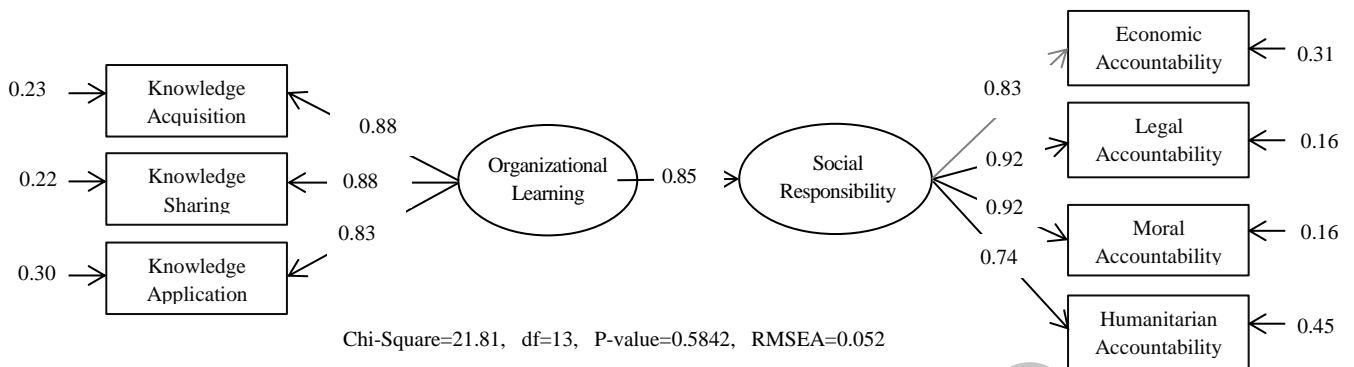 0.23
Knowledge
Acquisition
0.88
0.22
Knowledge
Sharing
0.88
0.30
Knowledge
Application
0.83
Organizational
Learning
0.85
Social
Responsibility
0.83
Economic
Accountability
0.31
0.92
Legal
Accountability
0.16
0.92
Moral
Accountability
0.16
0.74
Humanitarian
Accountability
0.45
Chi-Square=21.81, df=13, P-value=0.5842, RMSEA=0.052